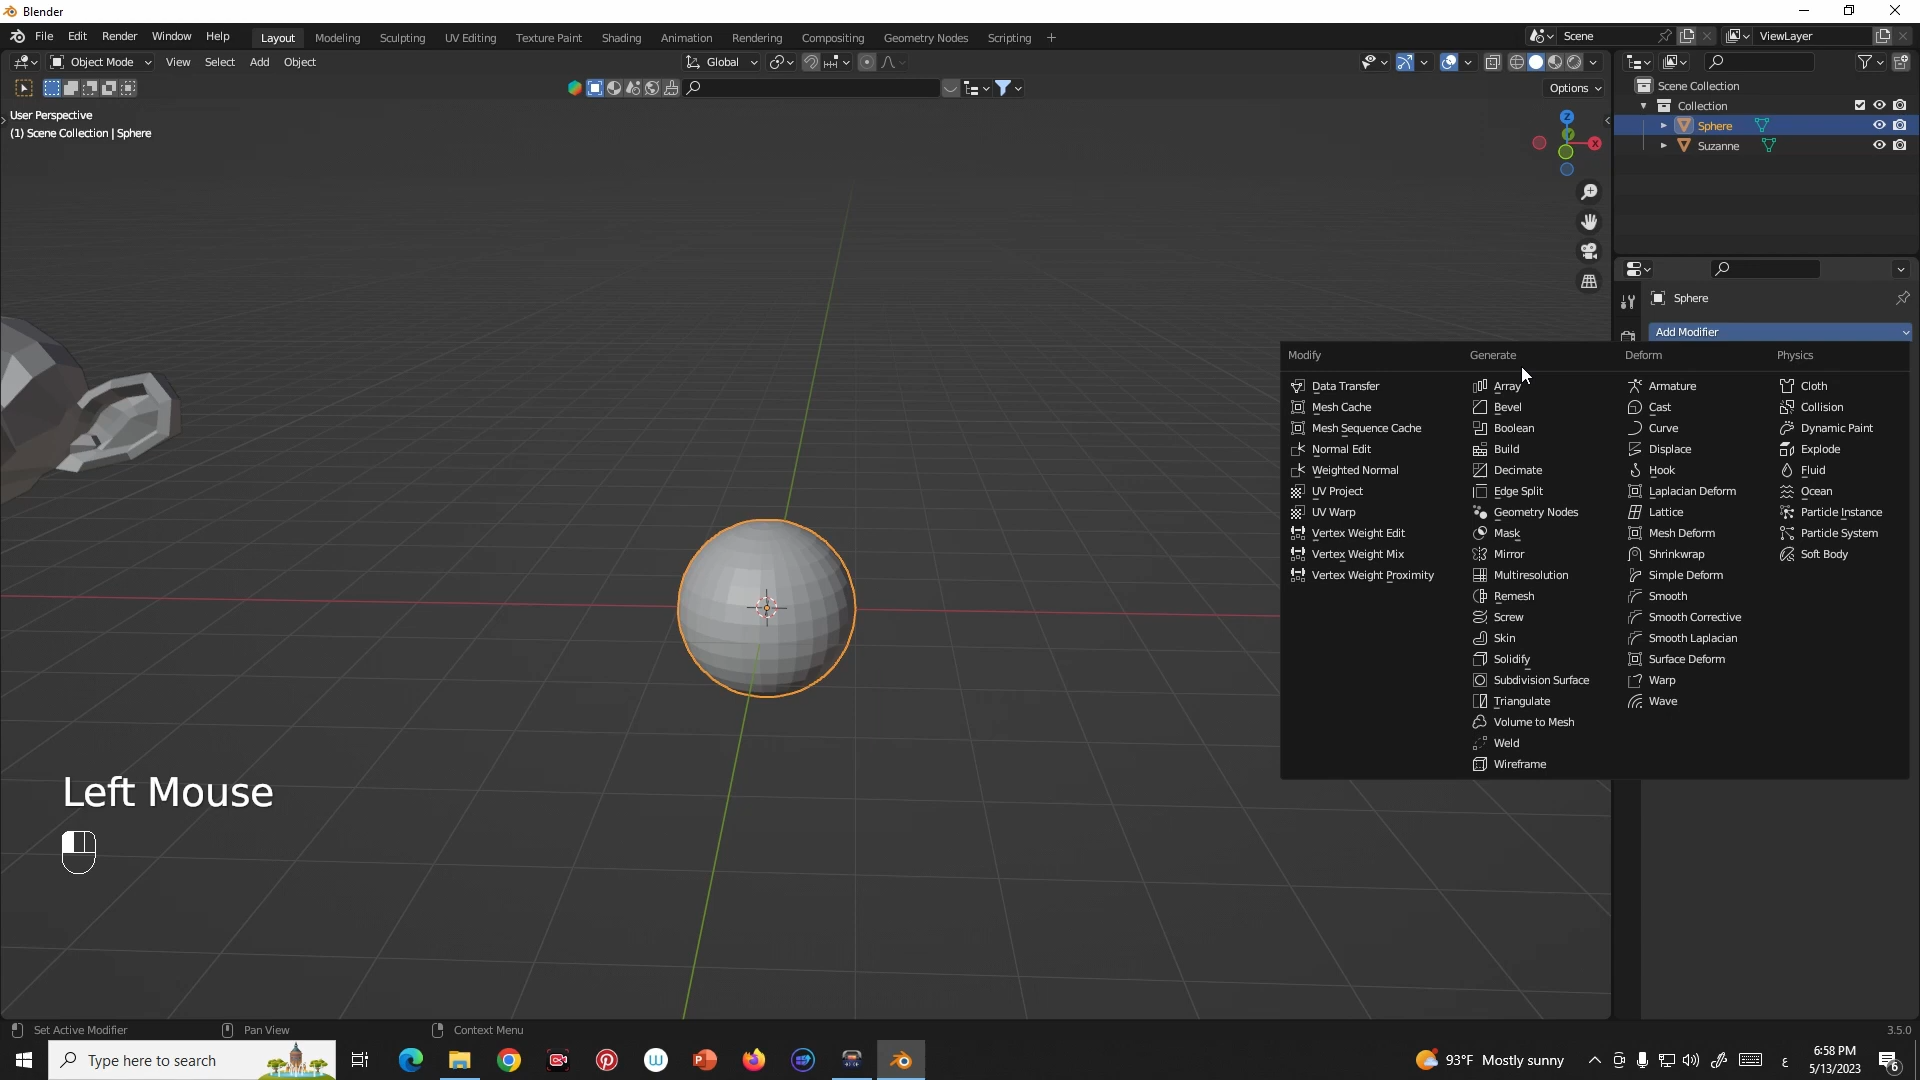 Blender
File Edit Render Window Help Layout Modeling Sculpting UV Editing Texture Paint Shading Animation Rendering Compositing Geometry Nodes Scripting + Scene ViewLayer
Object Mode View Select Add Object Global
Options
User Perspective
(1) Scene Collection | Sphere
Z
Y
X
Scene Collection
Collection
Sphere
Suzanne
Sphere
Add Modifier
Modify Generate Deform Physics
Data Transfer Array Armature Cloth
Mesh Cache Bevel Cast Collision
Mesh Sequence Cache Boolean Curve Dynamic Paint
Normal Edit Build Displace Explode
Weighted Normal Decimate Hook Fluid
UV Project Edge Split Laplacian Deform Ocean
UV Warp Geometry Nodes Lattice Particle Instance
Vertex Weight Edit Mask Mesh Deform Particle System
Vertex Weight Mix Mirror Shrinkwrap Soft Body
Vertex Weight Proximity Multiresolution Simple Deform
Remesh Smooth
Screw Smooth Corrective
Skin Smooth Laplacian
Solidify Surface Deform
Subdivision Surface Warp
Triangulate Wave
Volume to Mesh
Weld
Wireframe
Left Mouse
Set Active Modifier Pan View Context Menu 3.5.0
Type here to search 93°F Mostly sunny ع 6:58 PM
5/13/2023
6